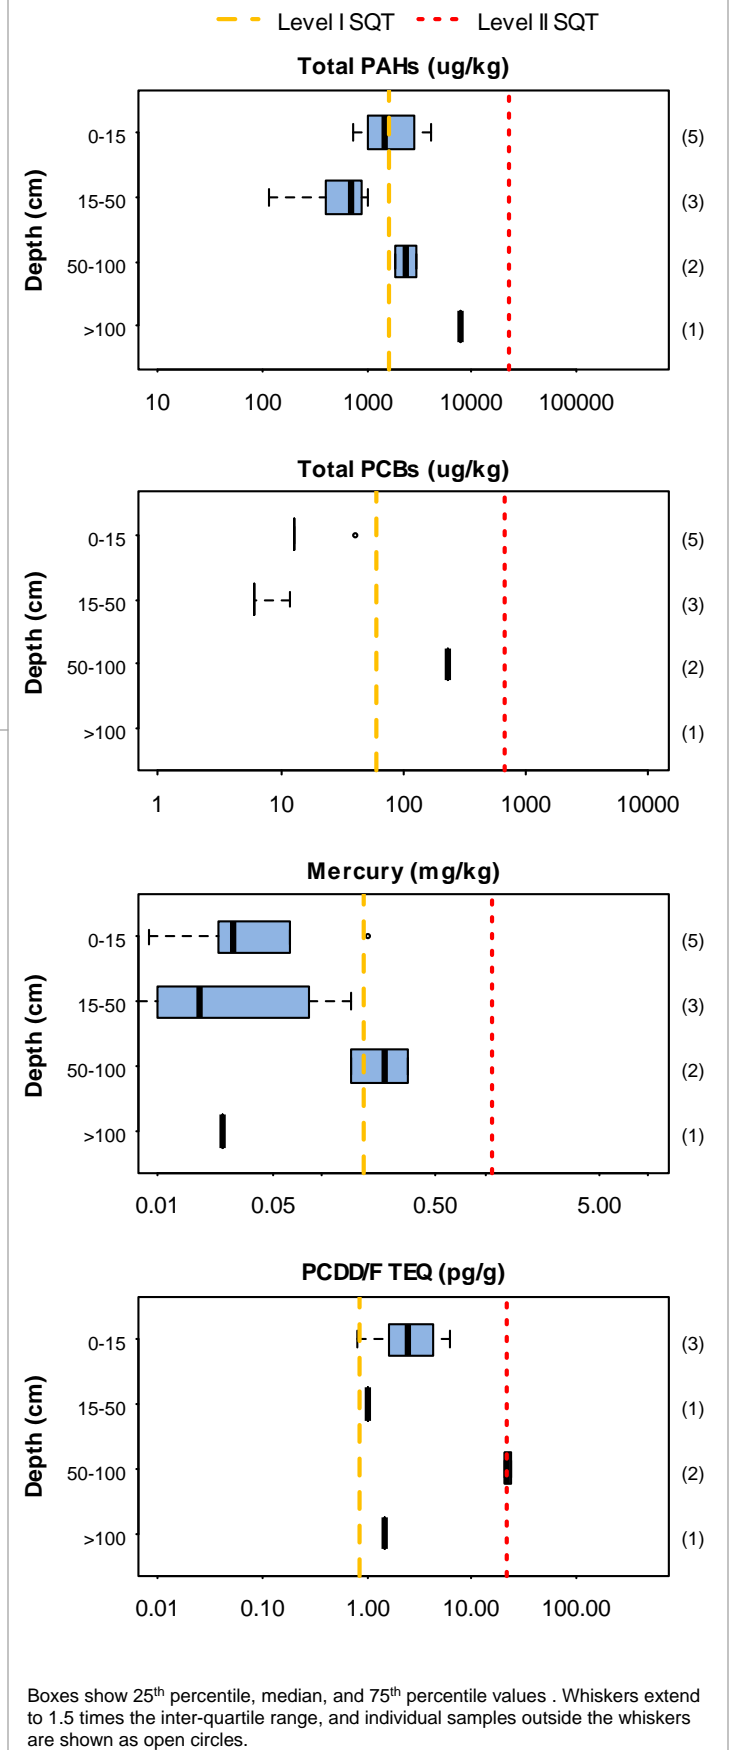 Level I SQT Level II SQT
Total PAHs (ug/kg)
Depth (cm)
0-15 (5)
15-50 (3)
50-100 (2)
>100 (1)
10 100 1000 10000 100000
Total PCBs (ug/kg)
Depth (cm)
0-15 (5)
15-50 (3)
50-100 (2)
>100 (1)
1 10 100 1000 10000
Mercury (mg/kg)
Depth (cm)
0-15 (5)
15-50 (3)
50-100 (2)
>100 (1)
0.01 0.05 0.50 5.00
PCDD/F TEQ (pg/g)
Depth (cm)
0-15 (3)
15-50 (1)
50-100 (2)
>100 (1)
0.01 0.10 1.00 10.00 100.00
Boxes show 25th percentile, median, and 75th percentile values . Whiskers extend
to 1.5 times the inter-quartile range, and individual samples outside the whiskers
are shown as open circles.